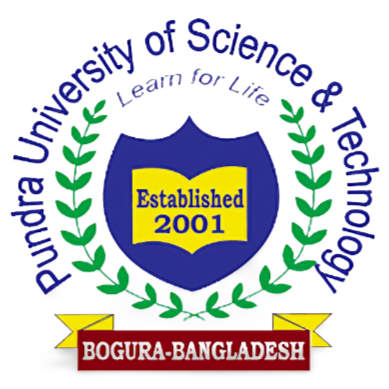 Pundra University of Science & Technology
Learn for Life
Established
2001
BOGURA-BANGLADESH